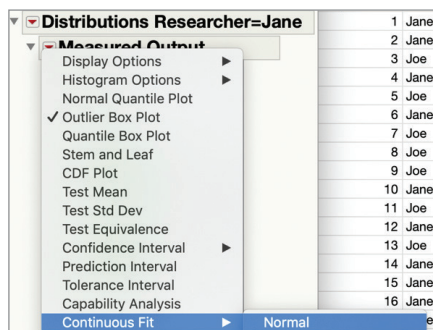 Distributions Researcher=Jane
Measured Output
Display Options
Histogram Options
Normal Quantile Plot
✓ Outlier Box Plot
Quantile Box Plot
Stem and Leaf
CDF Plot
Test Mean
Test Std Dev
Test Equivalence
Confidence Interval
Prediction Interval
Tolerance Interval
Capability Analysis
Continuous Fit
Normal
1 Jane
2 Jane
3 Joe
4 Jane
5 Joe
6 Jane
7 Joe
8 Joe
9 Joe
10 Jane
11 Joe
12 Jane
13 Joe
14 Jane
15 Jane
16 Jane